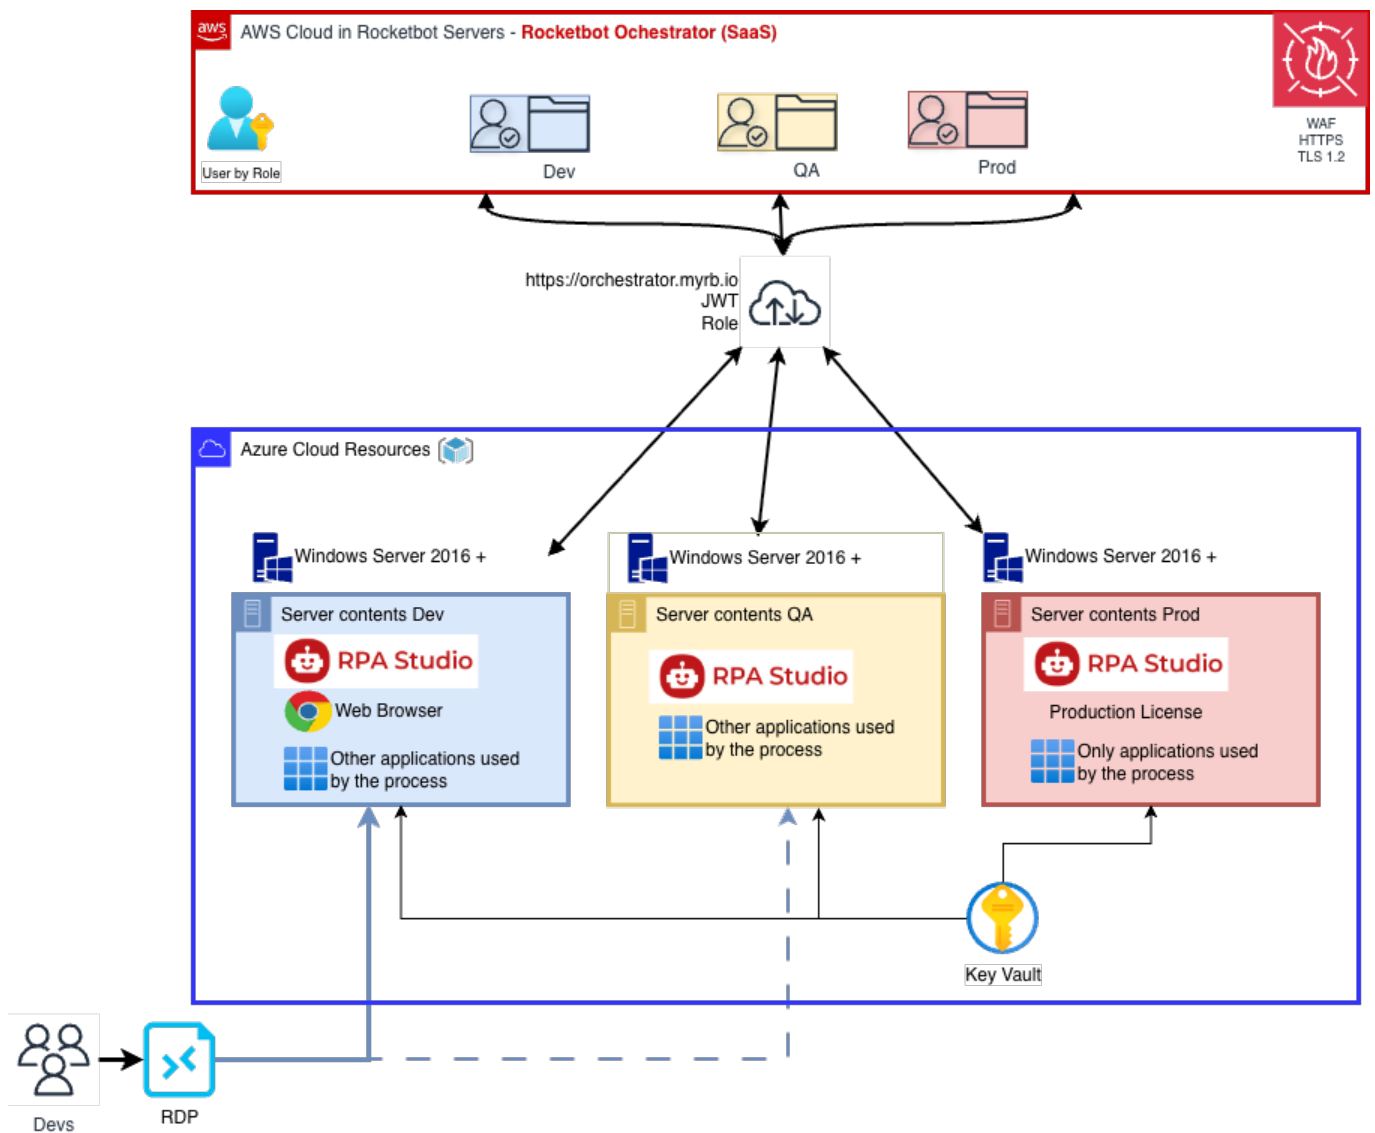 aws
AWS Cloud in Rocketbot Servers - Rocketbot Ochestrator (SaaS)
User by Role
Dev
QA
Prod
WAF
HTTPS
TLS 1.2
https://orchestrator.myrb.io
JWT
Role
Azure Cloud Resources
Windows Server 2016 +
Windows Server 2016 +
Windows Server 2016 +
Server contents Dev
RPA Studio
Web Browser
Other applications used
by the process
Server contents QA
RPA Studio
Other applications used
by the process
Server contents Prod
RPA Studio
Production License
Only applications used
by the process
Key Vault
Devs
RDP